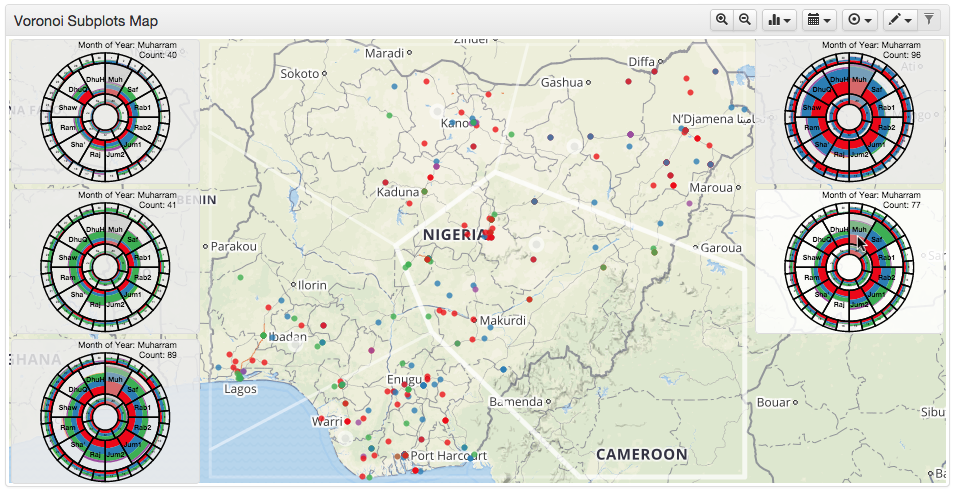 Voronoi Subplots Map
Month of Year: Muharram
Count: 40
DhuH
Muh
Saf
Rab1
Rab2
Jum1
Jum2
Raj
Sha'
Ram
Shaw
DhuQ
Month of Year: Muharram
Count: 41
DhuH
Muh
Saf
Rab1
Rab2
Jum1
Jum2
Raj
Sha'
Ram
Shaw
DhuQ
Month of Year: Muharram
Count: 89
DhuH
Muh
Saf
Rab1
Rab2
Jum1
Jum2
Raj
Sha'
Ram
Shaw
DhuQ
Month of Year: Muharram
Count: 96
DhuH
Muh
Saf
Rab1
Rab2
Jum1
Jum2
Raj
Sha'
Ram
Shaw
DhuQ
Month of Year: Muharram
Count: 77
DhuH
Muh
Saf
Rab1
Rab2
Jum1
Jum2
Raj
Sha'
Ram
Shaw
DhuQ
Zinder
Maradi
Diffa
Sokoto
Gashua
Kano
N'Djamena
Kaduna
Maroua
BENIN
NIGERIA
Parakou
Garoua
Ilorin
Makurdi
Ibadan
GHANA
Enugu
Lagos
Bamenda
Bouar
Sibu
Warri
Port Harcourt
CAMEROON